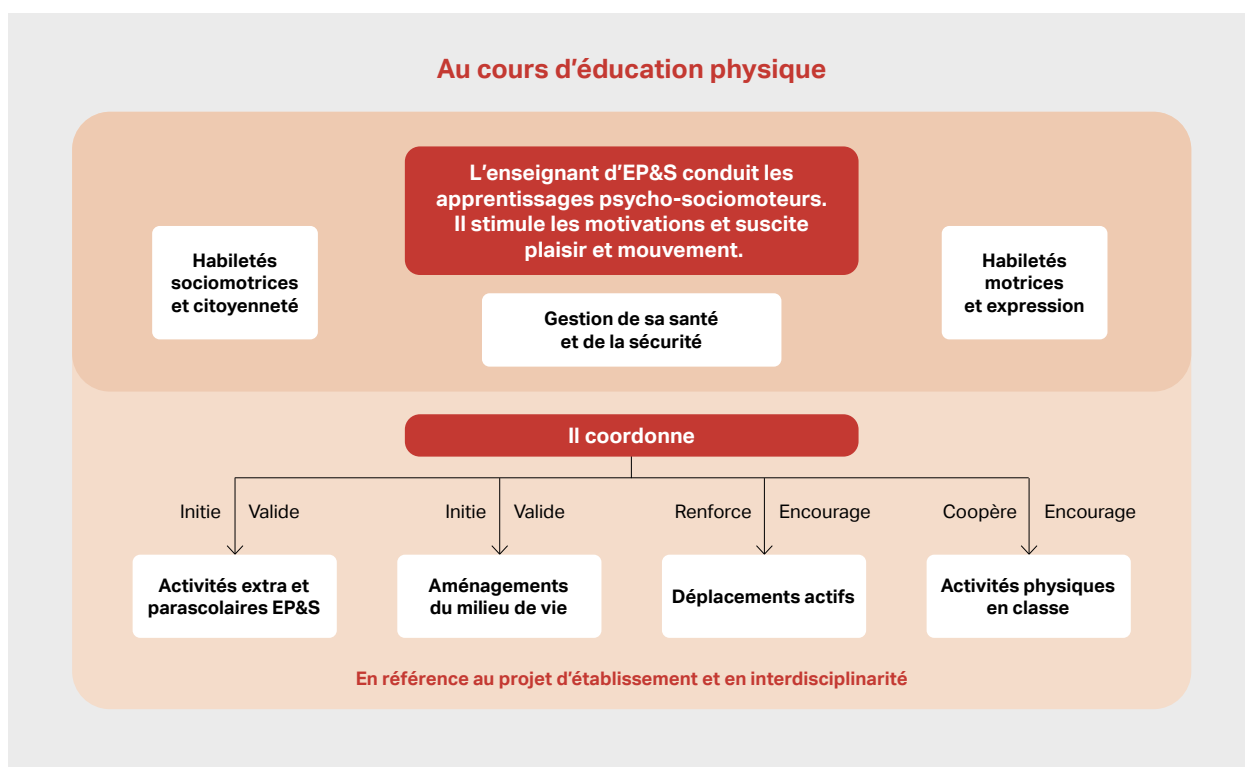 Au cours d’éducation physique
L’enseignant d’EP&S conduit les
apprentissages psycho-sociomoteurs.
Il stimule les motivations et suscite
plaisir et mouvement.
Habiletés
sociomotrices
et citoyenneté
Gestion de sa santé
et de la sécurité
Habiletés
motrices
et expression
Il coordonne
Initie Valide
Initie Valide
Renforce Encourage
Coopère Encourage
Activités extra et
parascolaires EP&S
Aménagements
du milieu de vie
Déplacements actifs
Activités physiques
en classe
En référence au projet d’établissement et en interdisciplinarité